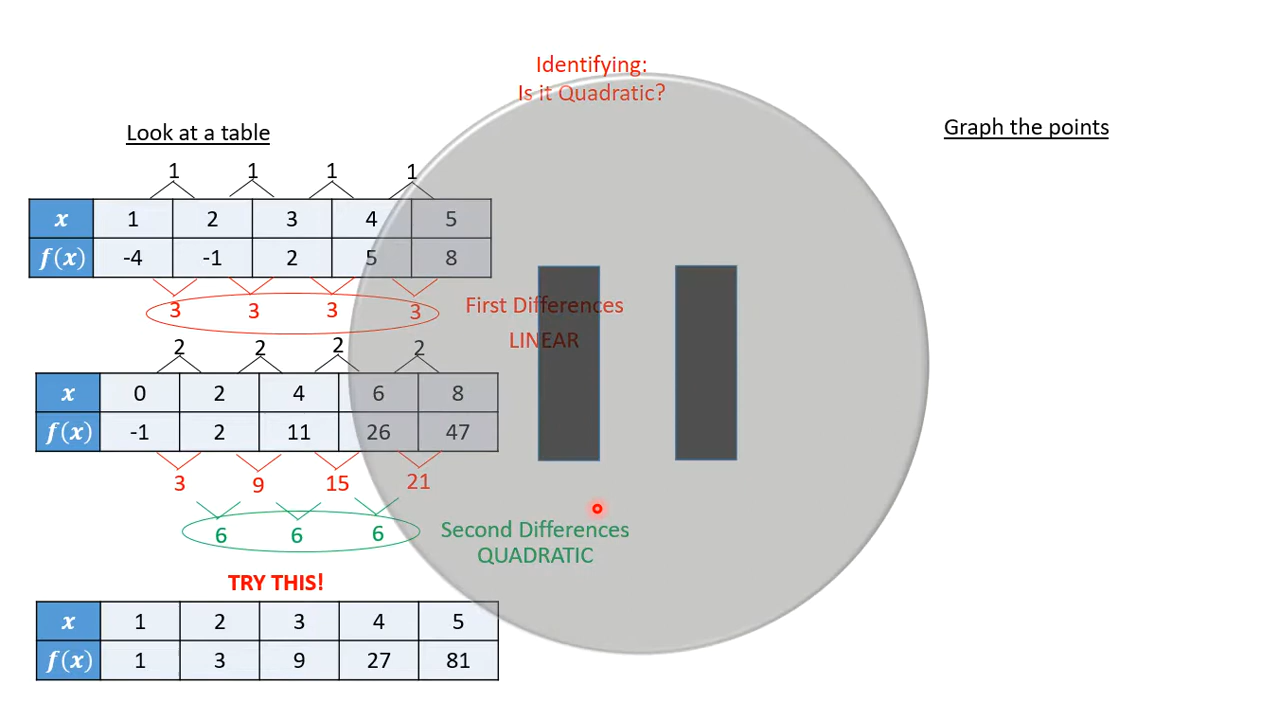 Identifying:
Is it Quadratic?
Look at a table
Graph the points
1 1 1 1
x 1 2 3 4 5
f(x) -4 -1 2 5 8
3 3 3 3
First Differences
LINEAR
2 2 2 2
x 0 2 4 6 8
f(x) -1 2 11 26 47
3 9 15 21
6 6 6
Second Differences
QUADRATIC
TRY THIS!
x 1 2 3 4 5
f(x) 1 3 9 27 81